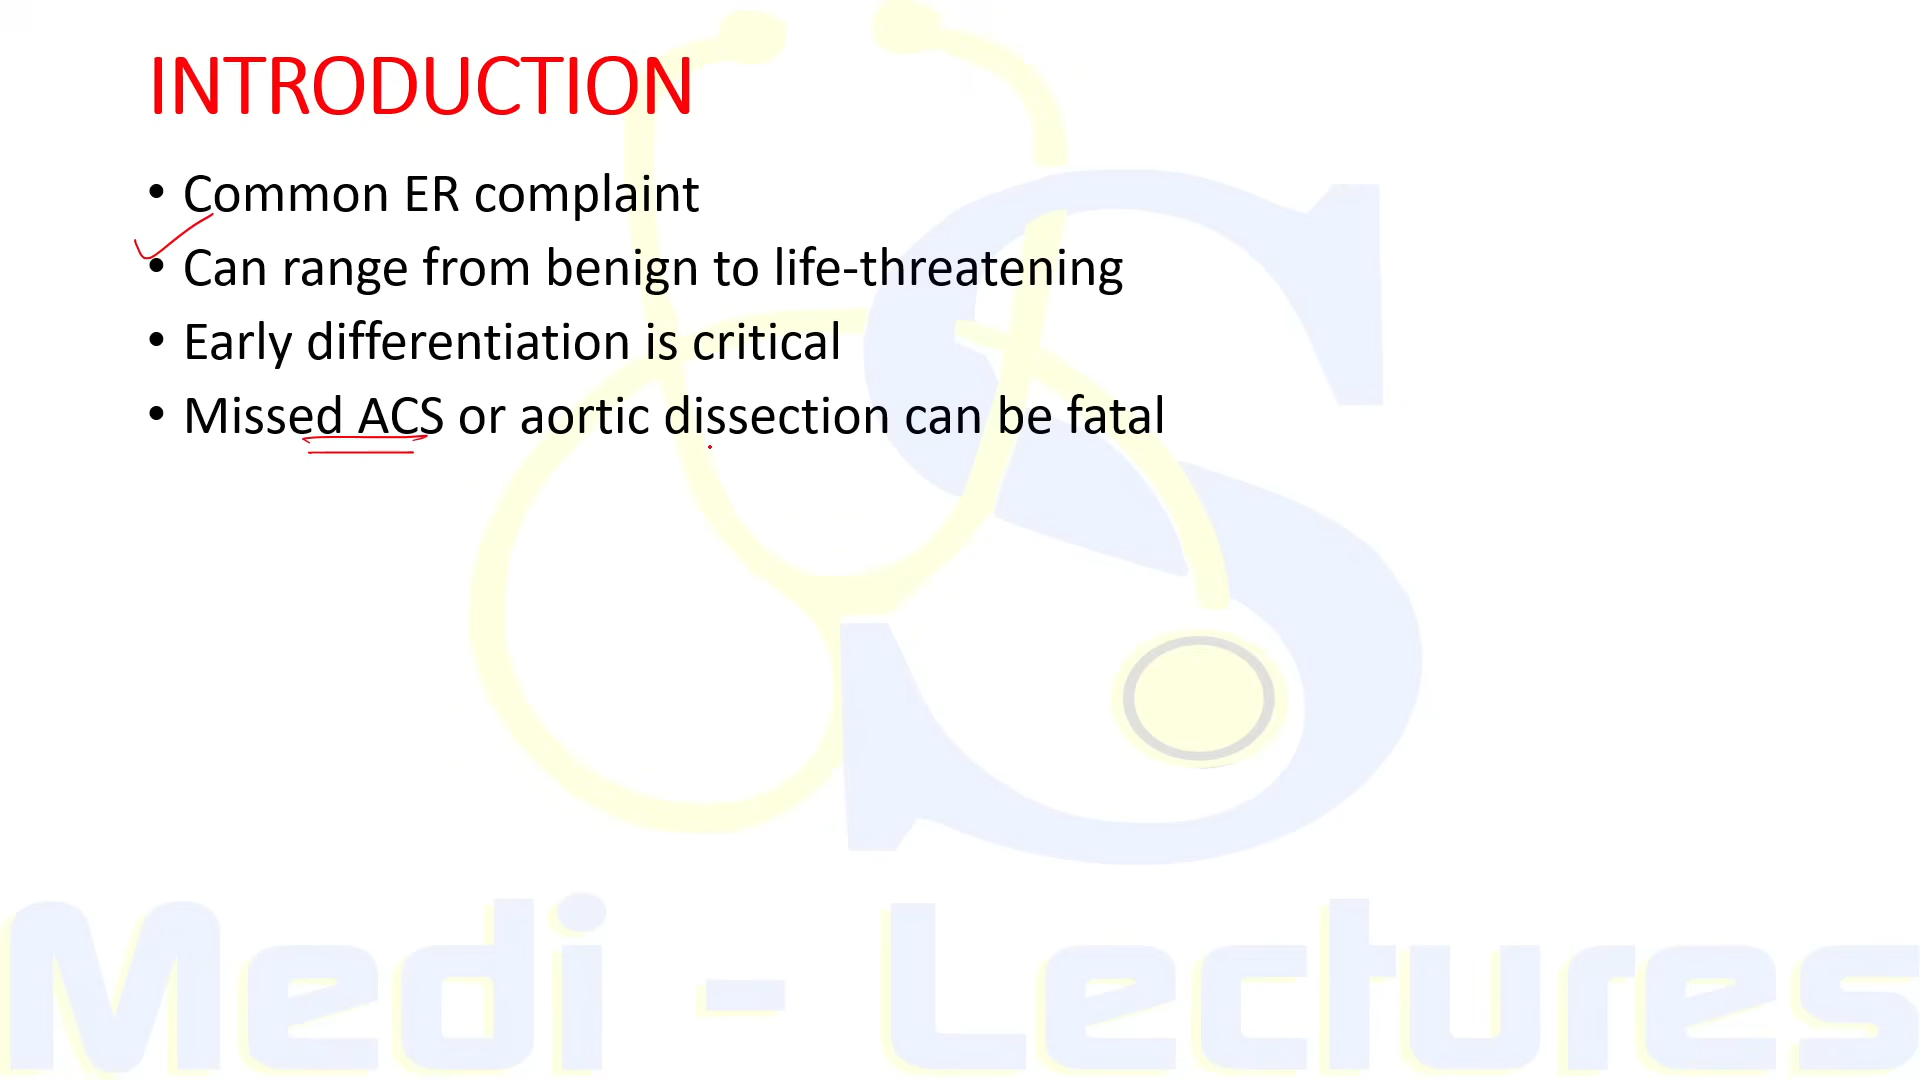 INTRODUCTION
• Common ER complaint
• Can range from benign to life-threatening
• Early differentiation is critical
• Missed ACS or aortic dissection can be fatal
S
Medi - Lectures